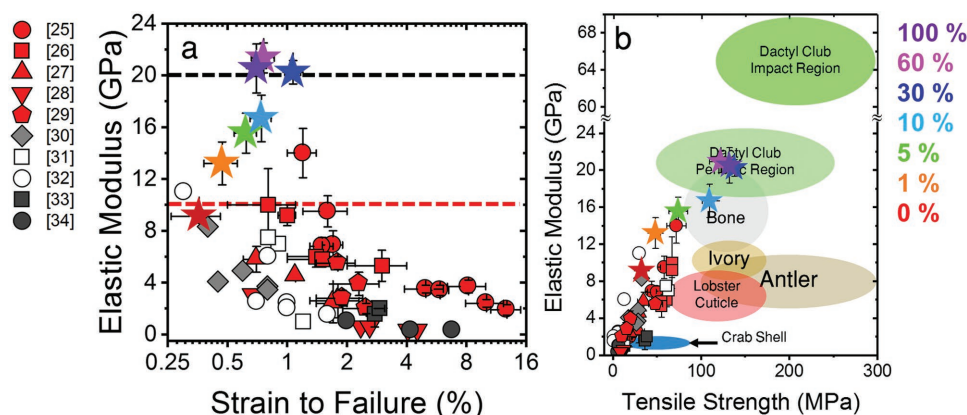 [25]
[26]
[27]
[28]
[29]
[30]
[31]
[32]
[33]
[34]
a
Elastic Modulus (GPa)
24
20
16
12
8
4
0
0.25
0.5
1
2
4
8
16
Strain to Failure (%)
b
Elastic Modulus (GPa)
68
64
60
24
20
16
12
8
4
0
0
100
200
300
Tensile Strength (MPa)
Dactyl Club
Impact Region
Dactyl Club
Periodic Region
Bone
Ivory
Antler
Lobster
Cuticle
Crab Shell
100 %
60 %
30 %
10 %
5 %
1 %
0 %